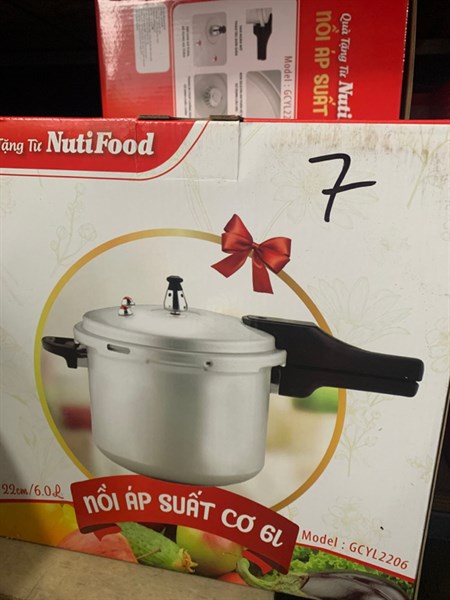 Quà Tặng Từ Nuti
NỒI ÁP SUẤT
Model : GCYL22
Tặng Từ NutiFood
7
22cm/6.0L
NỒI ÁP SUẤT CƠ 6L
Model : GCYL2206